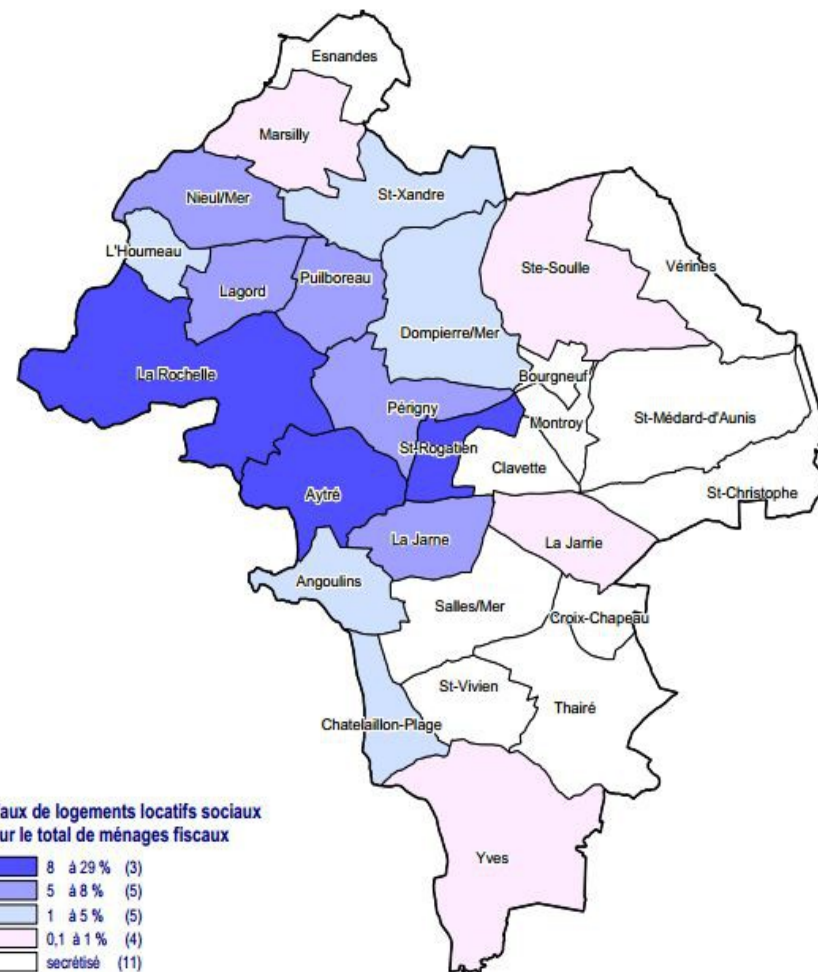 Esnandes
Marsilly
Nieul/Mer
St-Xandre
L'Houmeau
Lagord
Puilboreau
Ste-Soulle
Vérines
Dompierre/Mer
La Rochelle
Bourgneuf
Périgny
Montroy
St-Médard-d'Aunis
St-Rogatien
Clavette
Aytré
St-Christophe
La Jarne
La Jarrie
Angoulins
Salles/Mer
Croix-Chapeau
St-Vivien
Thairé
Chatelaillon-Plage
Yves
aux de logements locatifs sociaux
ur le total de ménages fiscaux
8 à 29 % (3)
5 à 8 % (5)
1 à 5 % (5)
0,1 à 1 % (4)
secrétisé (11)